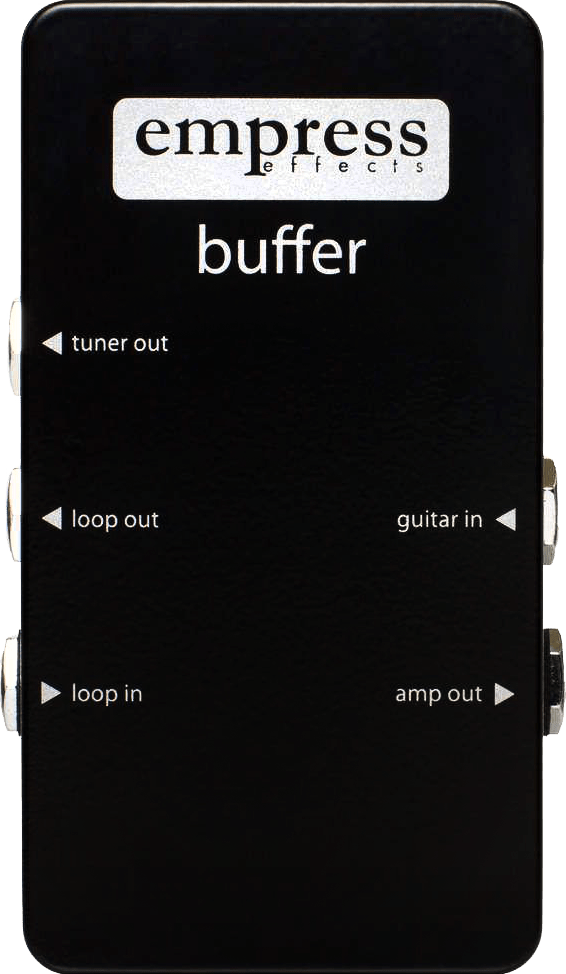 empress
effects
buffer
tuner out
loop out
guitar in
loop in
amp out